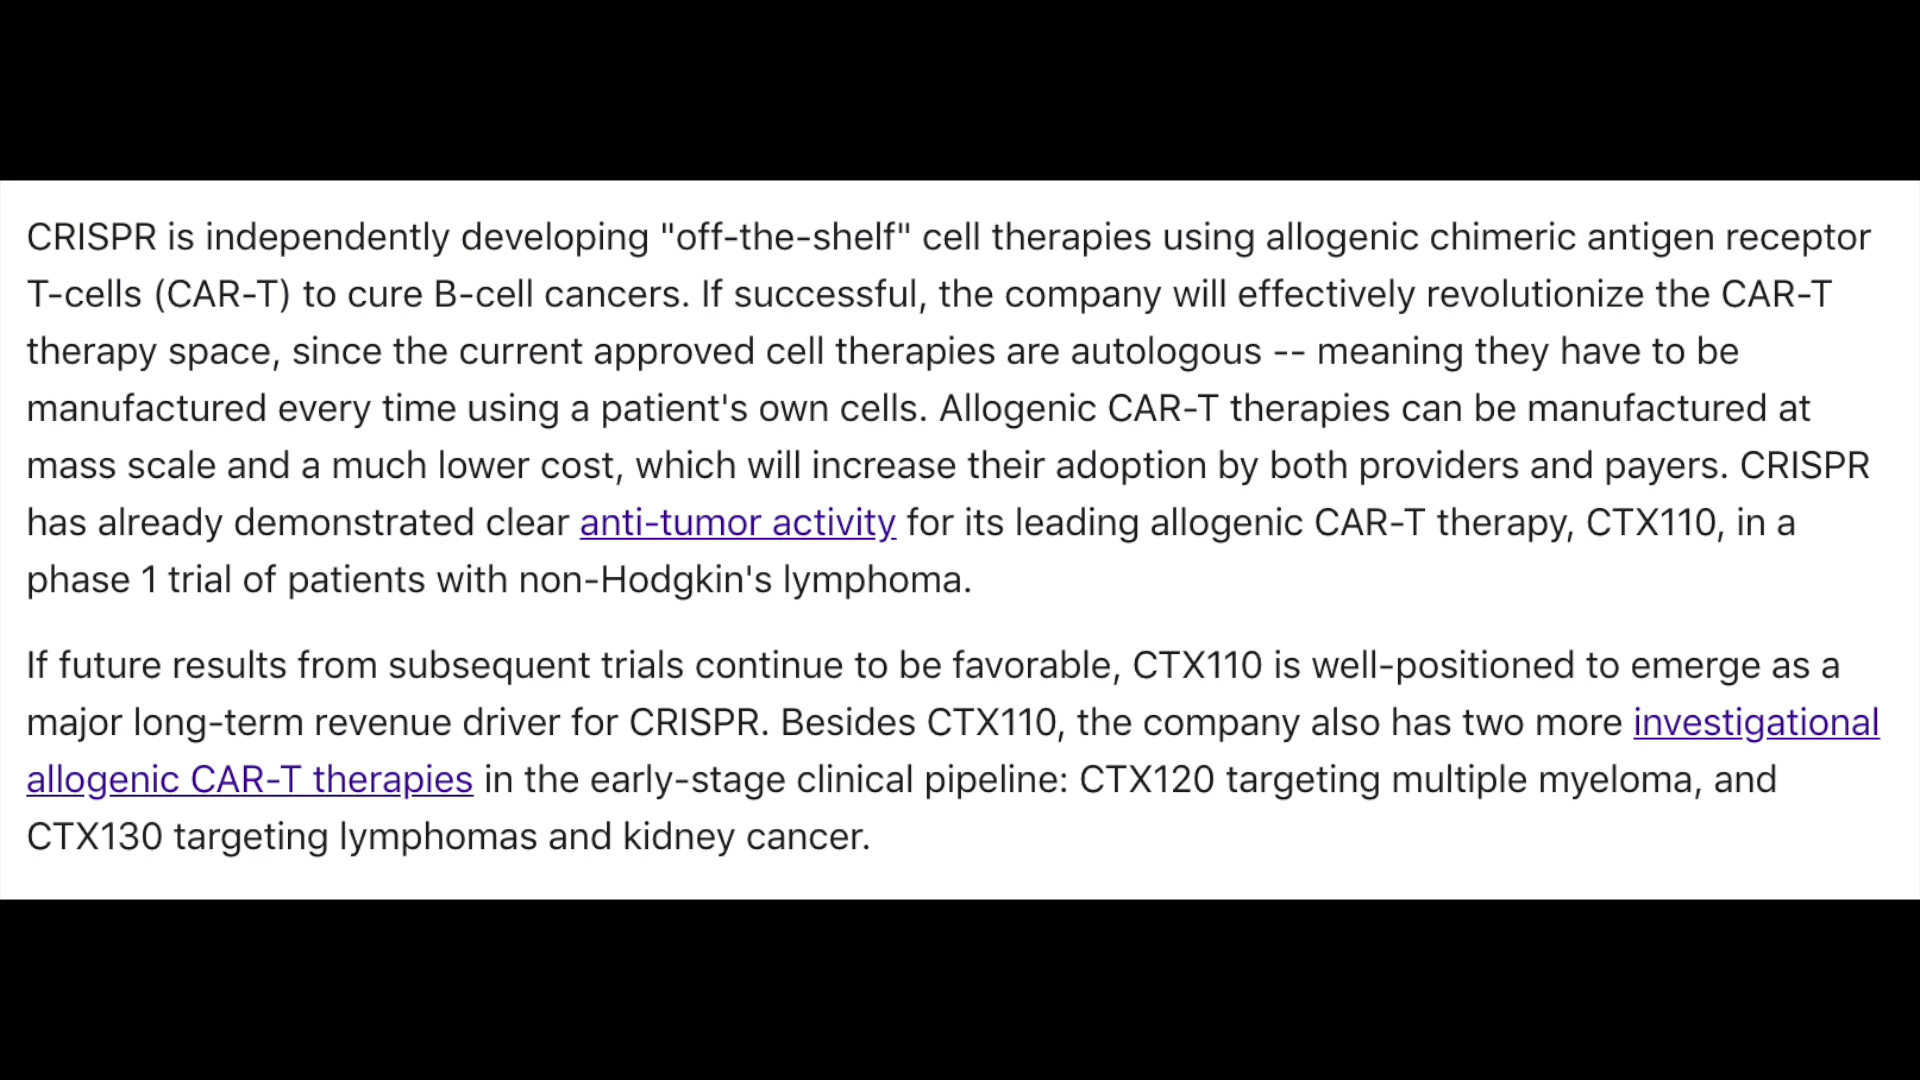 CRISPR is independently developing "off-the-shelf" cell therapies using allogenic chimeric antigen receptor
T-cells (CAR-T) to cure B-cell cancers. If successful, the company will effectively revolutionize the CAR-T
therapy space, since the current approved cell therapies are autologous -- meaning they have to be
manufactured every time using a patient's own cells. Allogenic CAR-T therapies can be manufactured at
mass scale and a much lower cost, which will increase their adoption by both providers and payers. CRISPR
has already demonstrated clear anti-tumor activity for its leading allogenic CAR-T therapy, CTX110, in a
phase 1 trial of patients with non-Hodgkin's lymphoma.
If future results from subsequent trials continue to be favorable, CTX110 is well-positioned to emerge as a
major long-term revenue driver for CRISPR. Besides CTX110, the company also has two more investigational
allogenic CAR-T therapies in the early-stage clinical pipeline: CTX120 targeting multiple myeloma, and
CTX130 targeting lymphomas and kidney cancer.